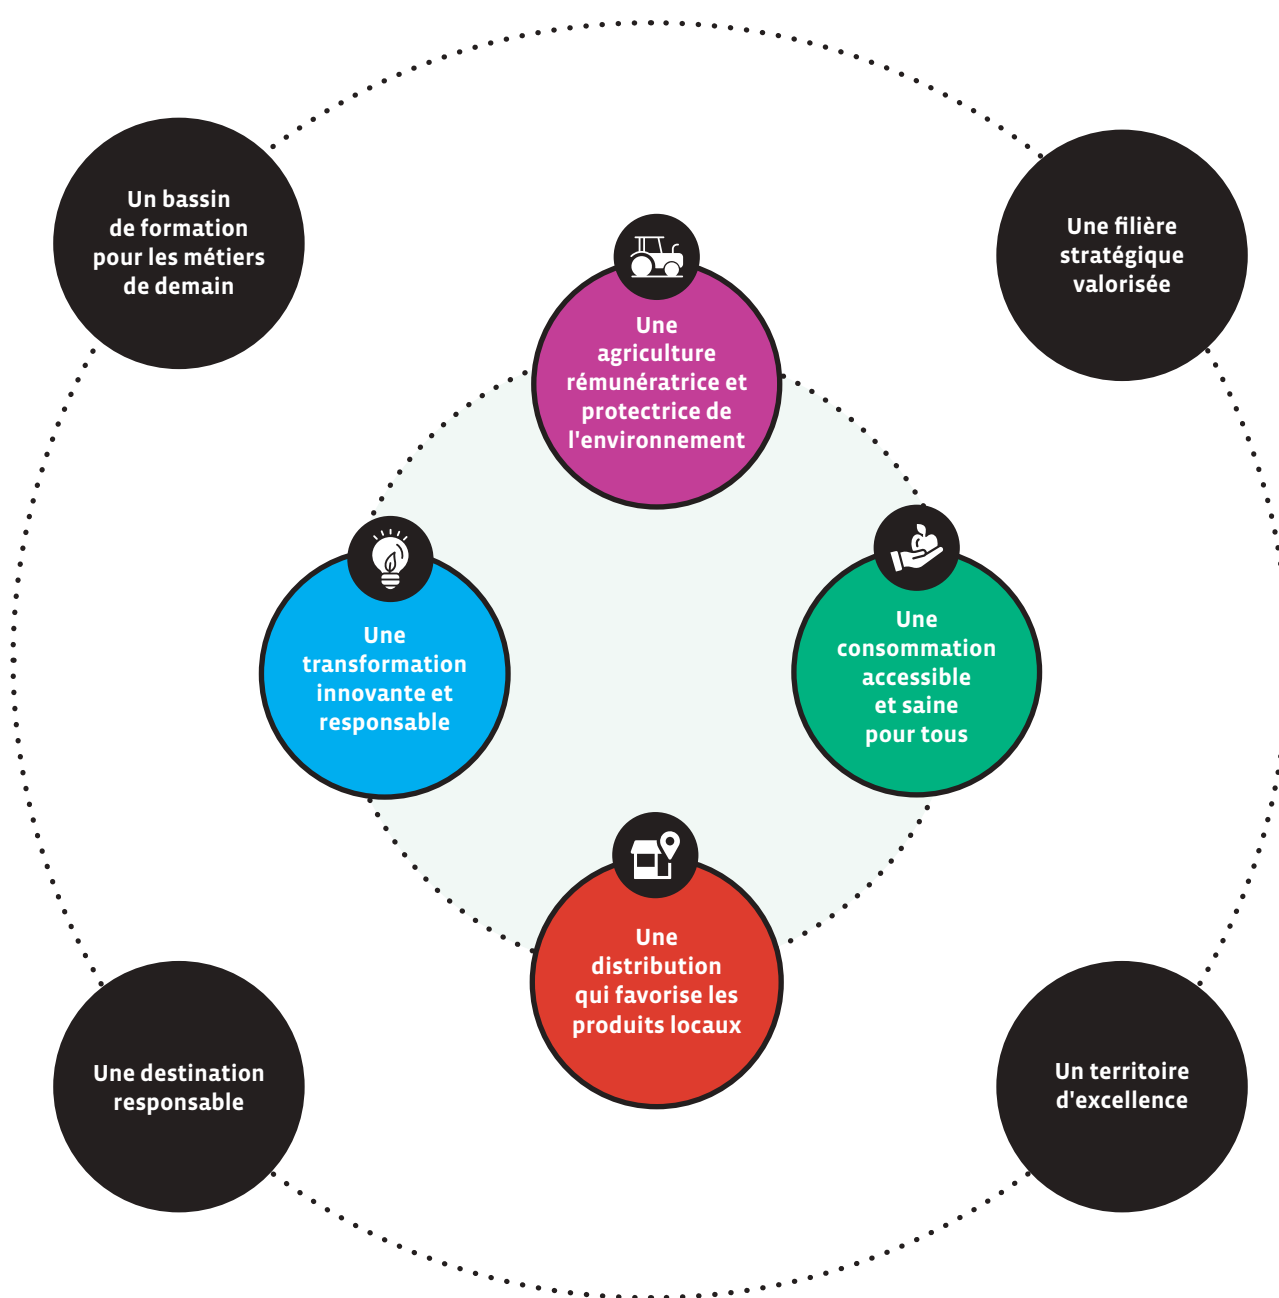 Un bassin
de formation
pour les métiers
de demain
Une filière
stratégique
valorisée
Une
agriculture
rémunératrice et
protectrice de
l'environnement
Une
transformation
innovante et
responsable
Une
consommation
accessible
et saine
pour tous
Une
distribution
qui favorise les
produits locaux
Une destination
responsable
Un territoire
d'excellence